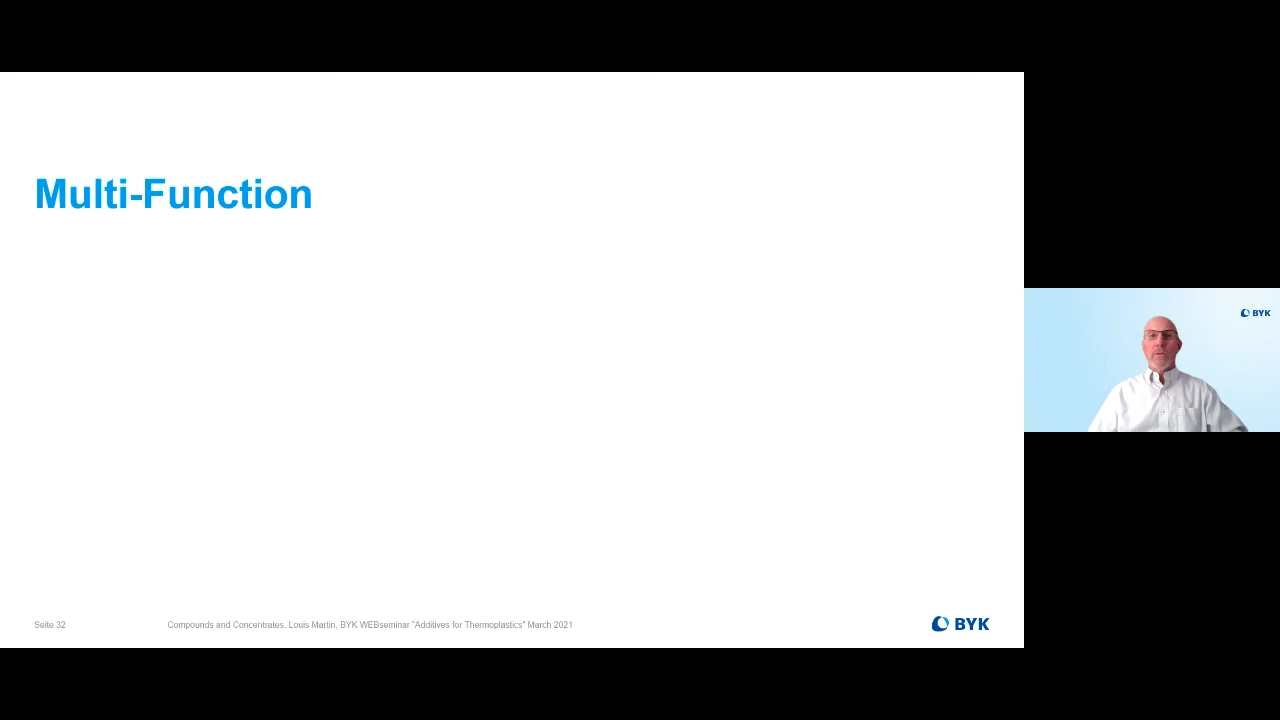 Multi-Function
BYK
Seite 32
Compounds and Concentrates. Louis Martin, BYK WEBseminar "Additives for Thermoplastics" March 2021
BYK